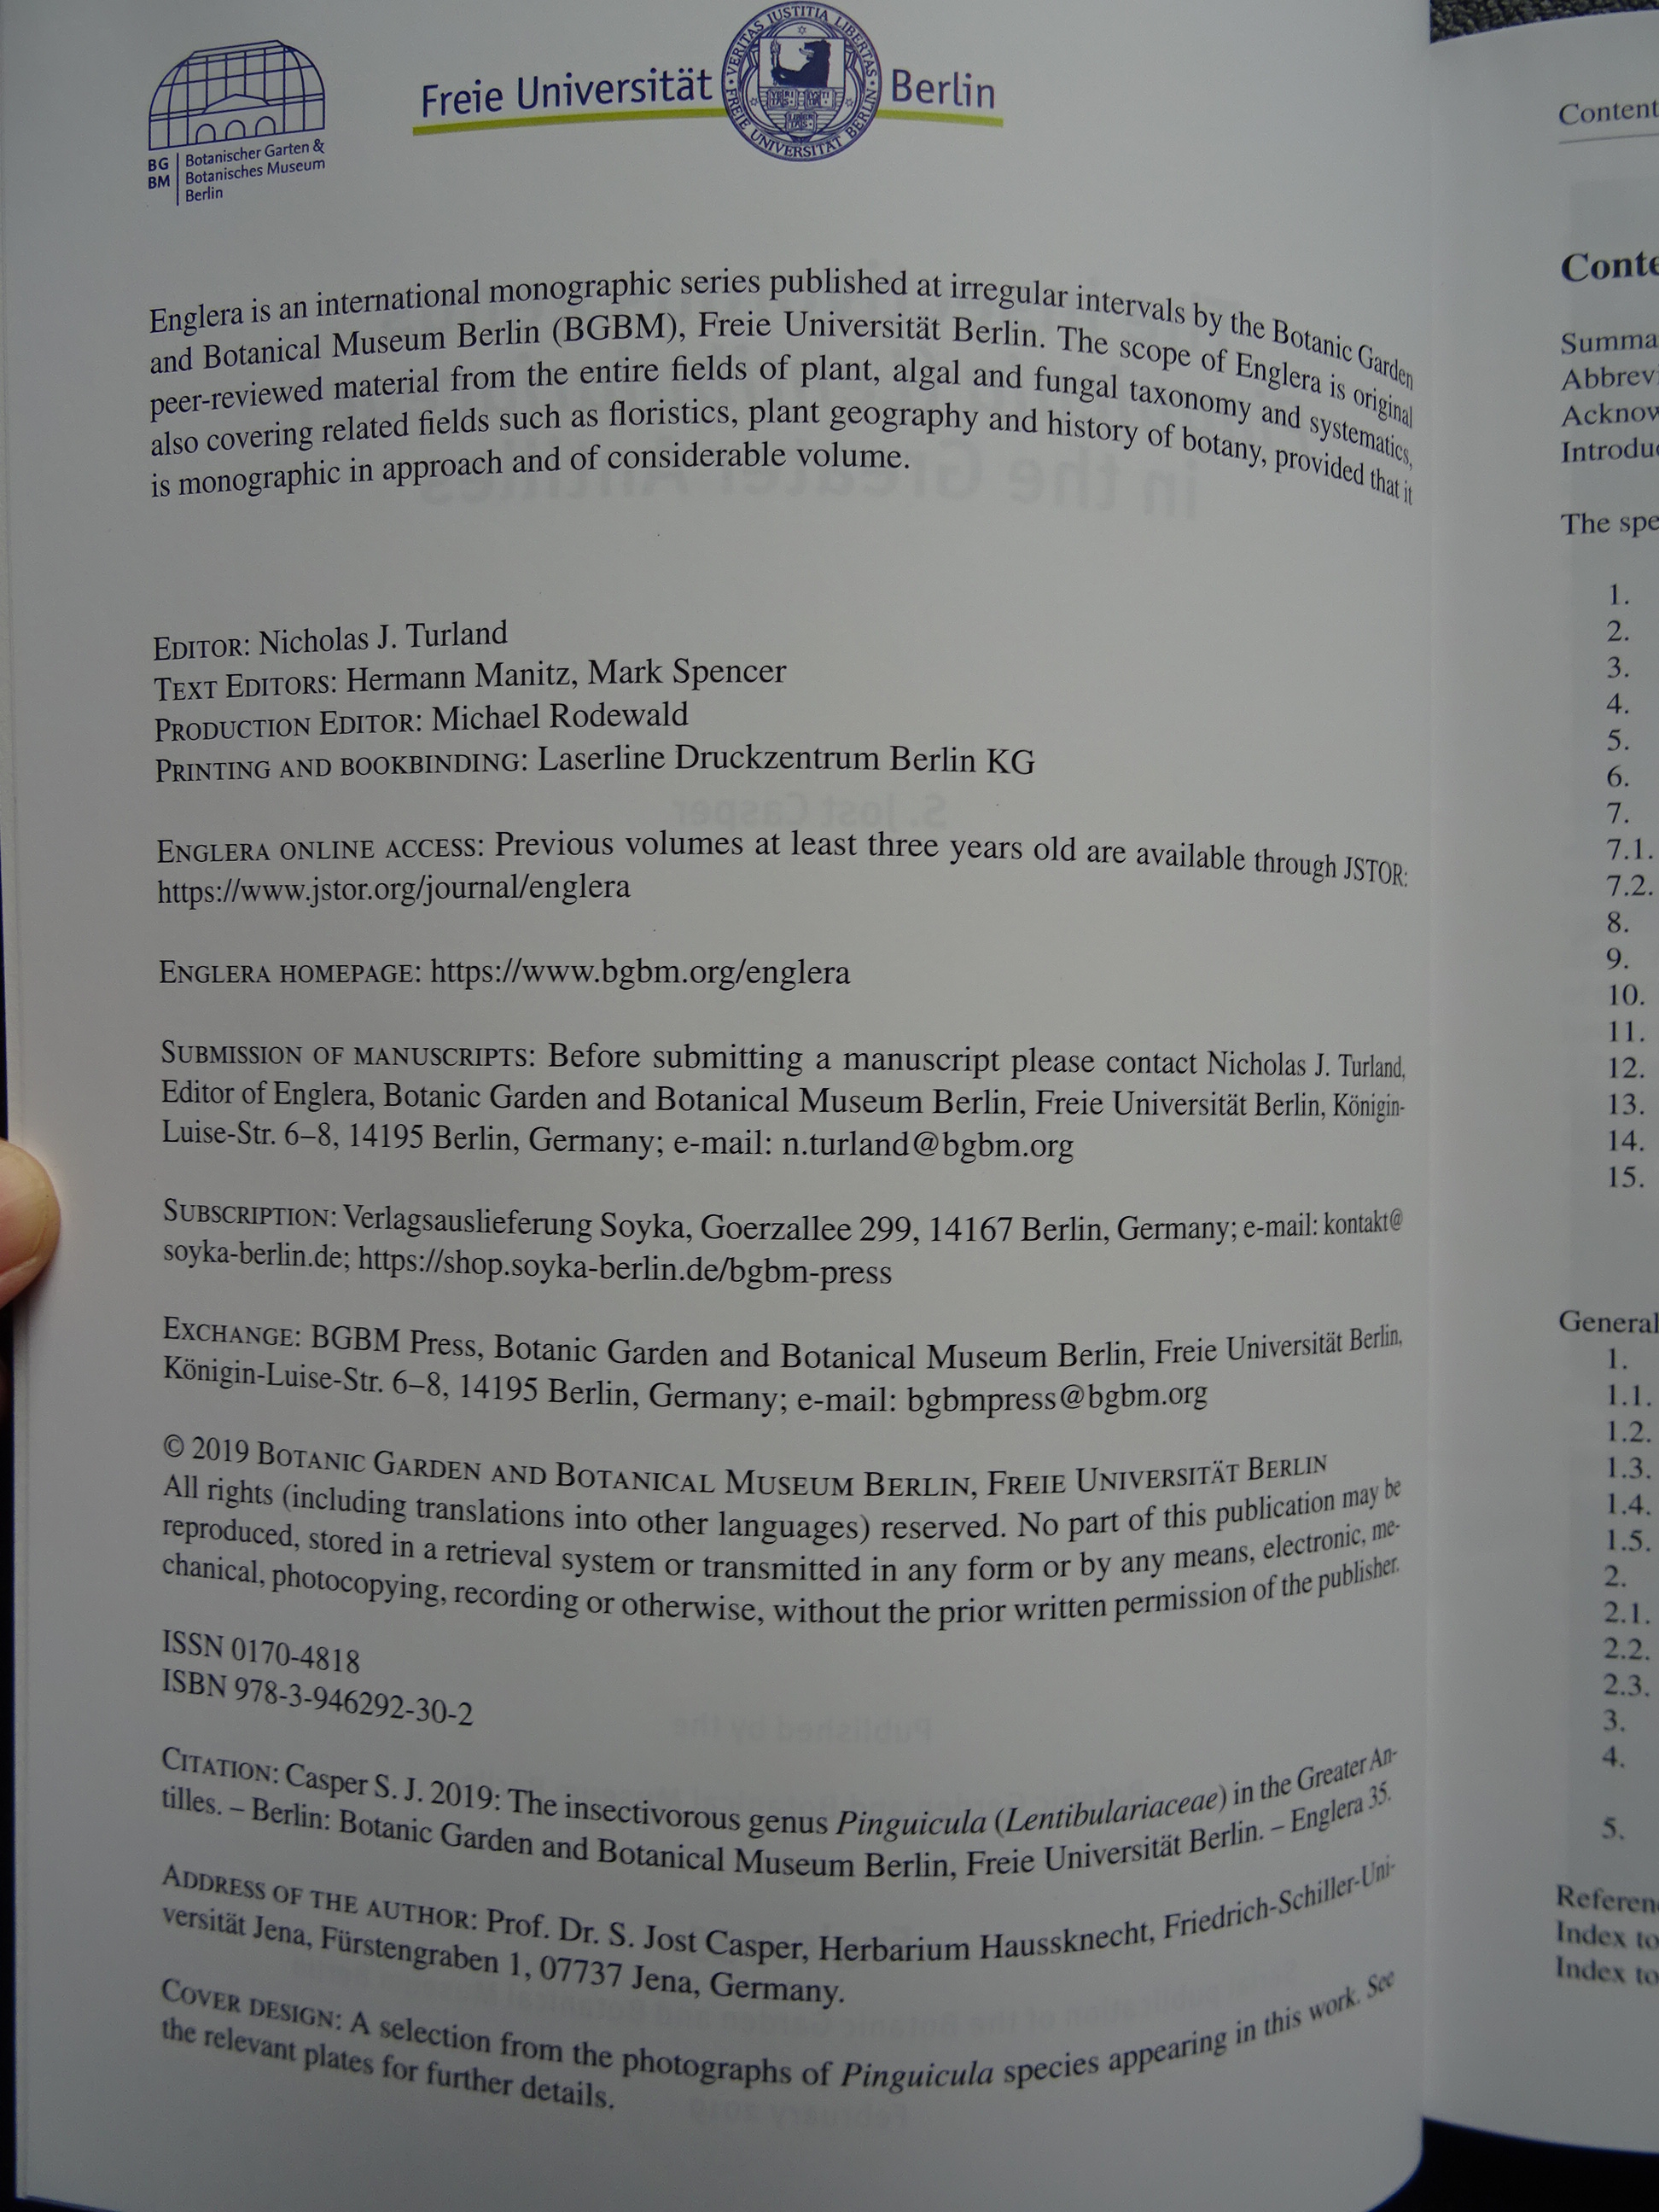 BG
BM
Botanischer Garten &
Botanisches Museum
Berlin
Freie Universität Berlin
VERITAS JUSTITIA LIBERTAS
FREIE UNIVERSITÄT BERLIN
Englera is an international monographic series published at irregular intervals by the Botanic Garden
and Botanical Museum Berlin (BGBM), Freie Universität Berlin. The scope of Englera is original
peer-reviewed material from the entire fields of plant, algal and fungal taxonomy and systematics,
also covering related fields such as floristics, plant geography and history of botany, provided that it
is monographic in approach and of considerable volume.
EDITOR: Nicholas J. Turland
TEXT EDITORS: Hermann Manitz, Mark Spencer
PRODUCTION EDITOR: Michael Rodewald
PRINTING AND BOOKBINDING: Laserline Druckzentrum Berlin KG
ENGLERA ONLINE ACCESS: Previous volumes at least three years old are available through JSTOR:
https://www.jstor.org/journal/englera
ENGLERA HOMEPAGE: https://www.bgbm.org/englera
SUBMISSION OF MANUSCRIPTS: Before submitting a manuscript please contact Nicholas J. Turland,
Editor of Englera, Botanic Garden and Botanical Museum Berlin, Freie Universität Berlin, Königin-
Luise-Str. 6–8, 14195 Berlin, Germany; e-mail: n.turland@bgbm.org
SUBSCRIPTION: Verlagsauslieferung Soyka, Goerzallee 299, 14167 Berlin, Germany; e-mail: kontakt@
soyka-berlin.de; https://shop.soyka-berlin.de/bgbm-press
EXCHANGE: BGBM Press, Botanic Garden and Botanical Museum Berlin, Freie Universität Berlin,
Königin-Luise-Str. 6–8, 14195 Berlin, Germany; e-mail: bgbmpress@bgbm.org
© 2019 BOTANIC GARDEN AND BOTANICAL MUSEUM BERLIN, FREIE UNIVERSITÄT BERLIN
All rights (including translations into other languages) reserved. No part of this publication may be
reproduced, stored in a retrieval system or transmitted in any form or by any means, electronic, me-
chanical, photocopying, recording or otherwise, without the prior written permission of the publisher.
ISSN 0170-4818
ISBN 978-3-946292-30-2
CITATION: Casper S. J. 2019: The insectivorous genus Pinguicula (Lentibulariaceae) in the Greater An-
tilles. – Berlin: Botanic Garden and Botanical Museum Berlin, Freie Universität Berlin. – Englera 35.
ADDRESS OF THE AUTHOR: Prof. Dr. S. Jost Casper, Herbarium Haussknecht, Friedrich-Schiller-Uni-
versität Jena, Fürstengraben 1, 07737 Jena, Germany.
COVER DESIGN: A selection from the photographs of Pinguicula species appearing in this work. See
the relevant plates for further details.
Content
Conte
Summa
Abbrev
Acknow
Introdu
The spe
1.
2.
3.
4.
5.
6.
7.
7.1.
7.2.
8.
9.
10.
11.
12.
13.
14.
15.
General
1.
1.1.
1.2.
1.3.
1.4.
1.5.
2.
2.1.
2.2.
2.3.
3.
4.
5.
Referen
Index to
Index to